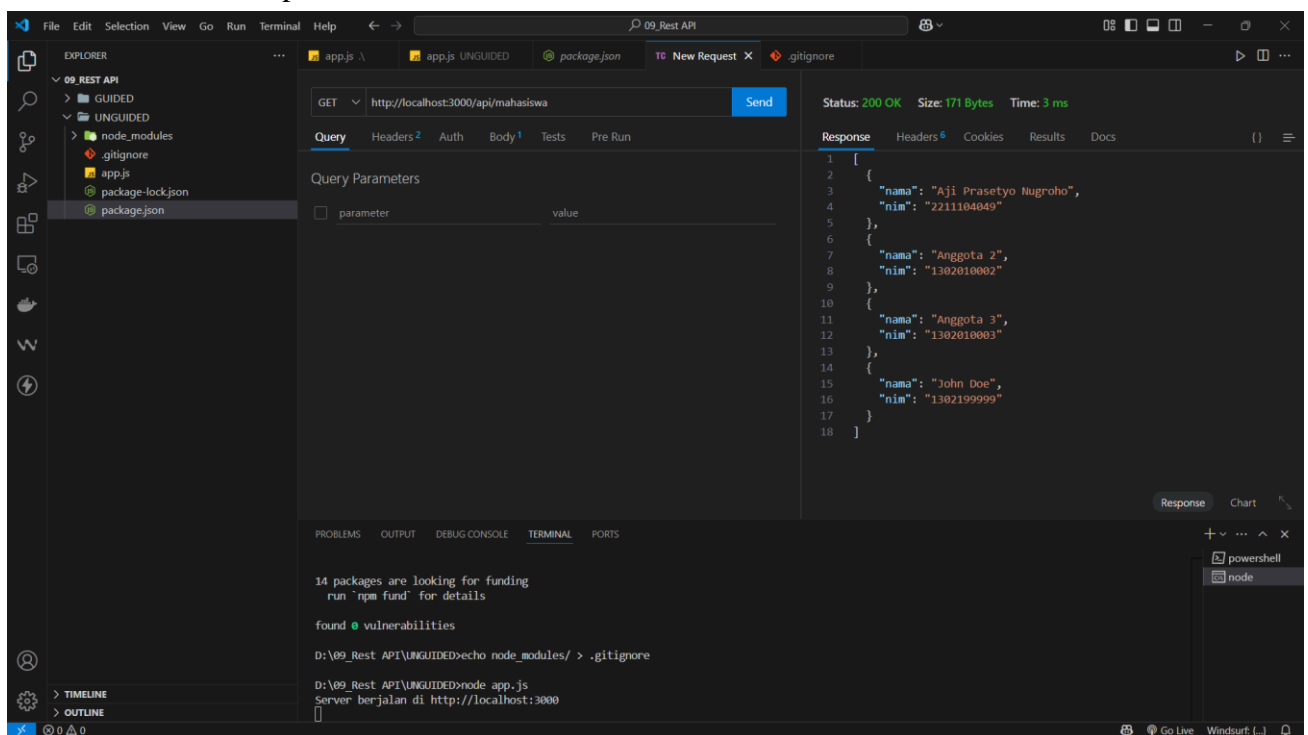 File Edit Selection View Go Run Terminal Help
09_Rest API
EXPLORER
09_REST API
GUIDED
UNGUIDED
node_modules
.gitignore
app.js
package-lock.json
package.json
TIMELINE
OUTLINE
app.js .\
app.js UNGUIDED
package.json
TC New Request
.gitignore
GET http://localhost:3000/api/mahasiswa Send
Query Headers 2 Auth Body 1 Tests Pre Run
Query Parameters
parameter value
Status: 200 OK Size: 171 Bytes Time: 3 ms
Response Headers 6 Cookies Results Docs {}
1 [
2 {
3 "nama": "Aji Prasetyo Nugroho",
4 "nim": "2211104049"
5 },
6 {
7 "nama": "Anggota 2",
8 "nim": "1302010002"
9 },
10 {
11 "nama": "Anggota 3",
12 "nim": "1302010003"
13 },
14 {
15 "nama": "John Doe",
16 "nim": "1302199999"
17 }
18 ]
Response Chart
PROBLEMS OUTPUT DEBUG CONSOLE TERMINAL PORTS
14 packages are looking for funding
run `npm fund` for details
found 0 vulnerabilities
D:\09_Rest API\UNGUIDED>echo node_modules/ > .gitignore
D:\09_Rest API\UNGUIDED>node app.js
Server berjalan di http://localhost:3000
powershell
node
0 0 Go Live Windsurf: {...}